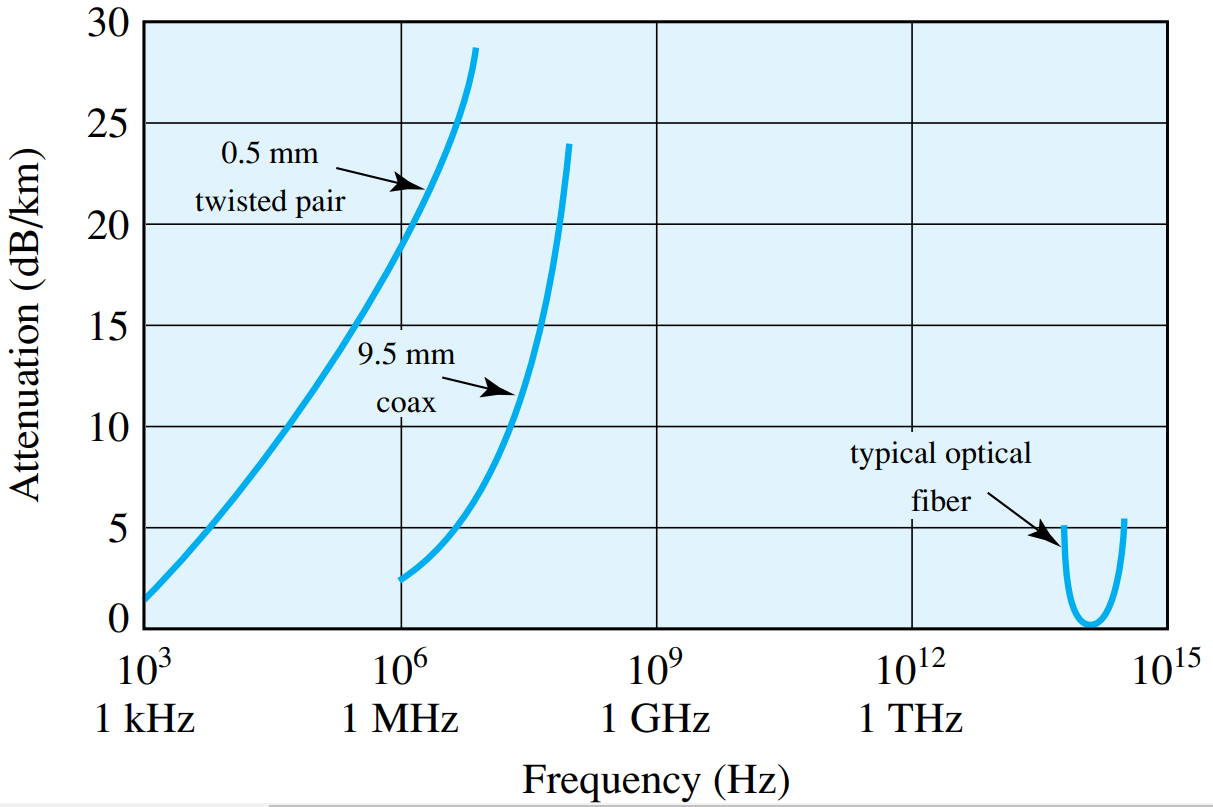 30
25
20
15
10
5
0
Attenuation (dB/km)
0.5 mm
twisted pair
9.5 mm
coax
typical optical
fiber
10³ 10⁶ 10⁹ 10¹² 10¹⁵
1 kHz 1 MHz 1 GHz 1 THz
Frequency (Hz)